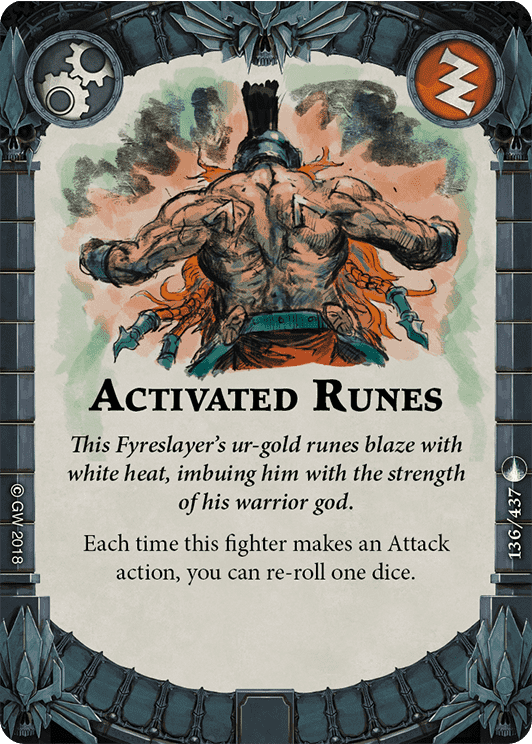 ACTIVATED RUNES
This Fyreslayer's ur-gold runes blaze with
white heat, imbuing him with the strength
of his warrior god.
Each time this fighter makes an Attack
action, you can re-roll one dice.
© GW 2018
136/437